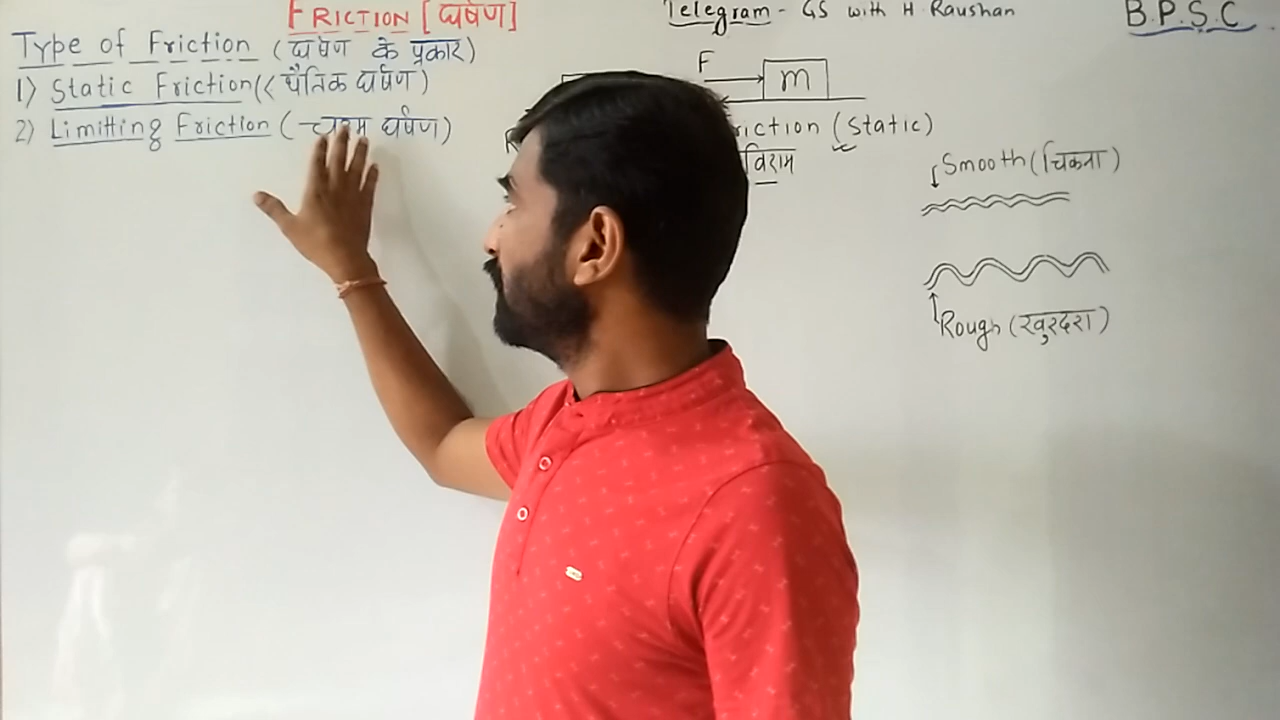 FRICTION [घर्षण]
Telegram - GS with H Raushan
B.P.S.C.
Type of Friction (घर्षण के प्रकार)
1) Static Friction (स्थैतिक घर्षण)
2) Limitting Friction (चरम घर्षण)
F
m
riction (Static)
विराम
Smooth (चिकना)
Rough (खुरदरा)